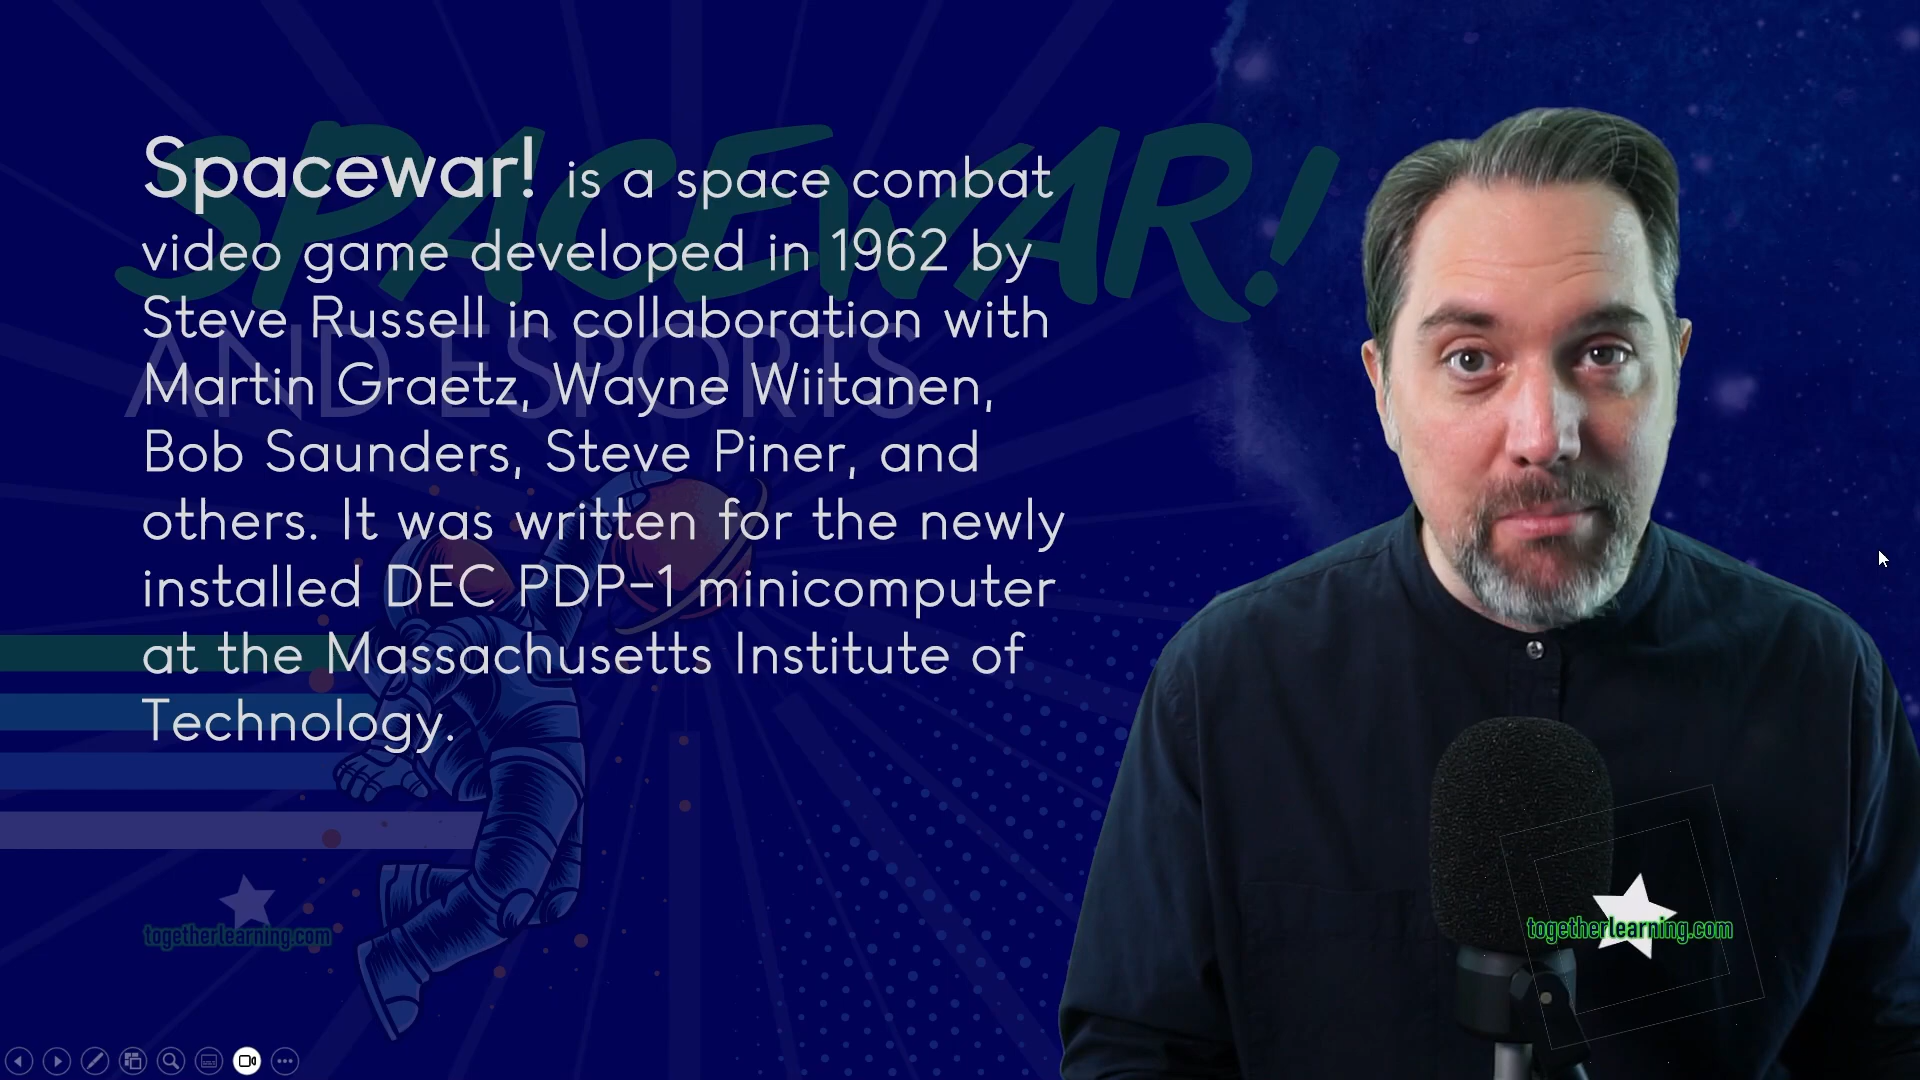 SPACEWAR!
AND ESPORTS
Spacewar! is a space combat
video game developed in 1962 by
Steve Russell in collaboration with
Martin Graetz, Wayne Wiitanen,
Bob Saunders, Steve Piner, and
others. It was written for the newly
installed DEC PDP-1 minicomputer
at the Massachusetts Institute of
Technology.
togetherlearning.com
togetherlearning.com